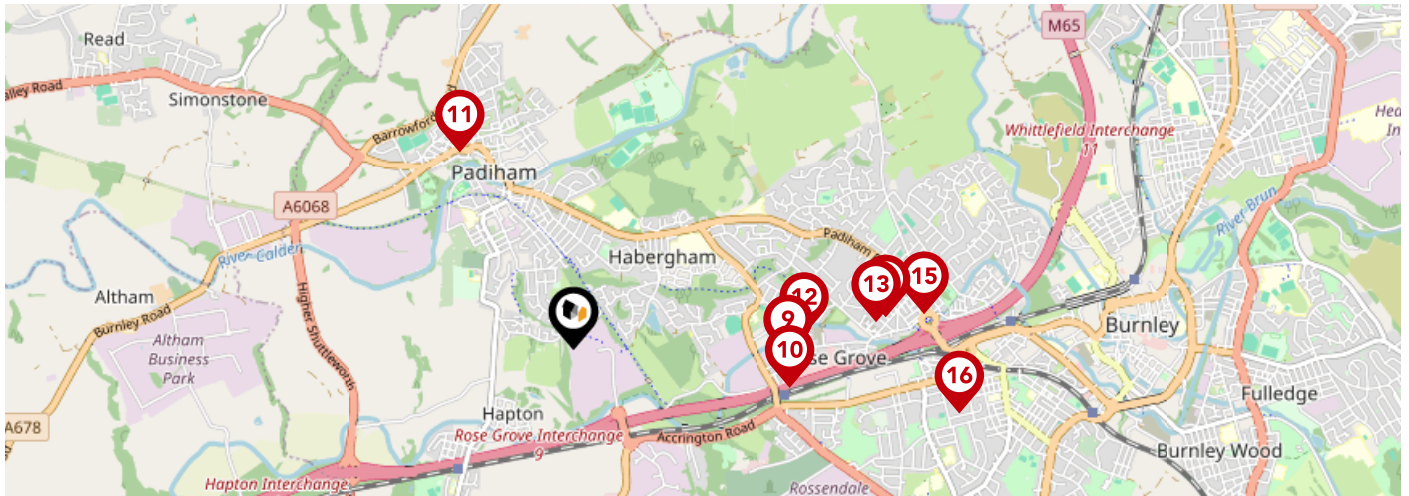 Read
M65
alley Road
Simonstone
11
Barrowford
Whittlefield Interchange
11
Padiham
A6068
River Calder
River Brun
Habergham
Padiham
Altham
Burnley Road
Higher Shuttleworth
12
13
15
9
10
Rose Grove
16
Burnley
Altham
Business
Park
Fulledge
Hapton
A678
Rose Grove Interchange
9
Accrington Road
Burnley Wood
Hapton Interchange
Rossendale